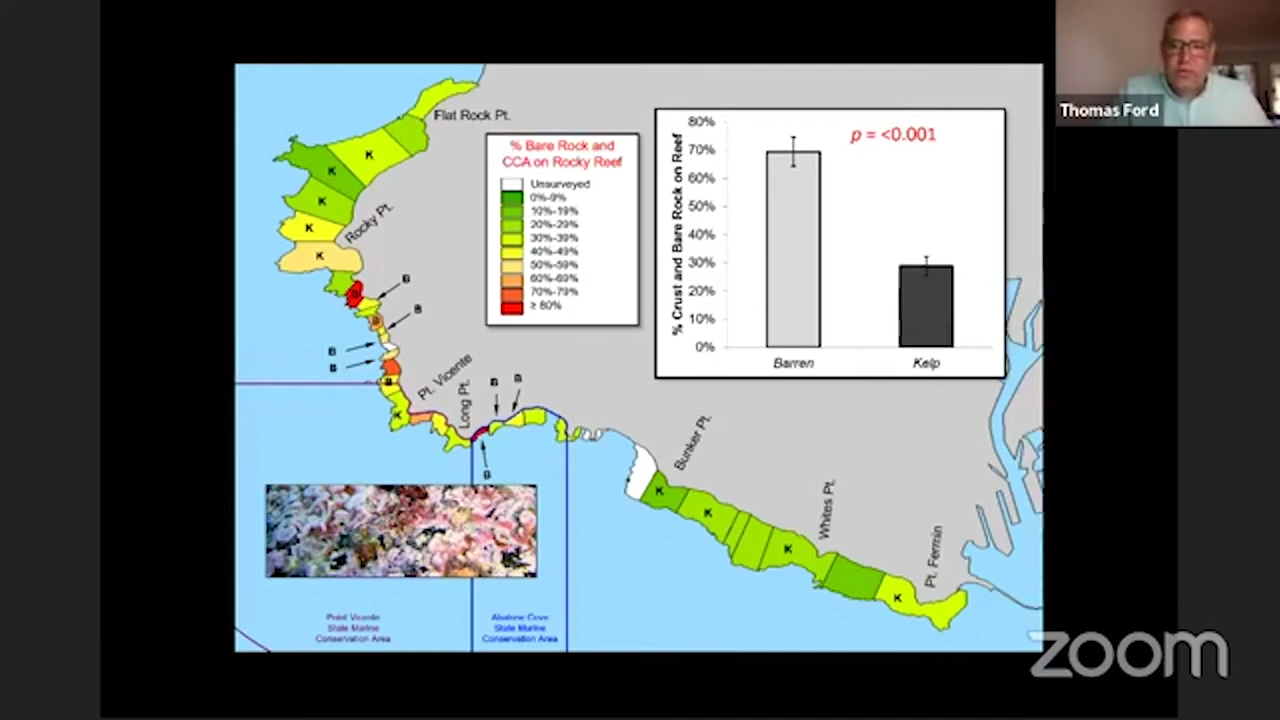 Thomas Ford
Flat Rock Pt.
K
K
K
Rocky Pt.
K
K
% Bare Rock and
CCA on Rocky Reef
Unsurveyed
0%-9%
10%-19%
20%-29%
30%-39%
40%-49%
50%-59%
60%-69%
70%-79%
≥ 80%
p = <0.001
% Crust and Bare Rock on Reef
80%
70%
60%
50%
40%
30%
20%
10%
0%
Barren
Kelp
B
B
B
B
B
B
B
K
Pt. Vicente
Long Pt.
B
B
B
Bunker Pt.
K
K
Whites Pt.
K
Pt. Fermin
K
Point Vicente
State Marine
Conservation Area
Abalone Cove
State Marine
Conservation Area
zoom